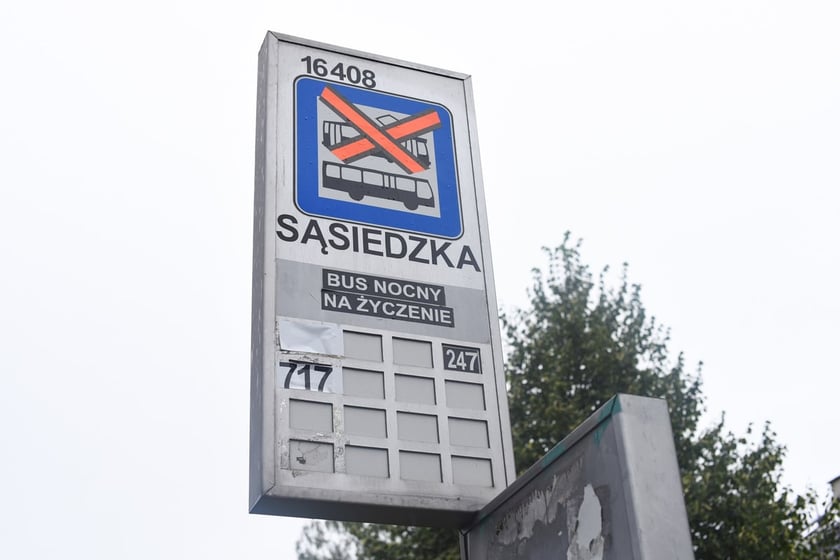 16408
SĄSIEDZKA
BUS NOCNY
NA ŻYCZENIE
247
717